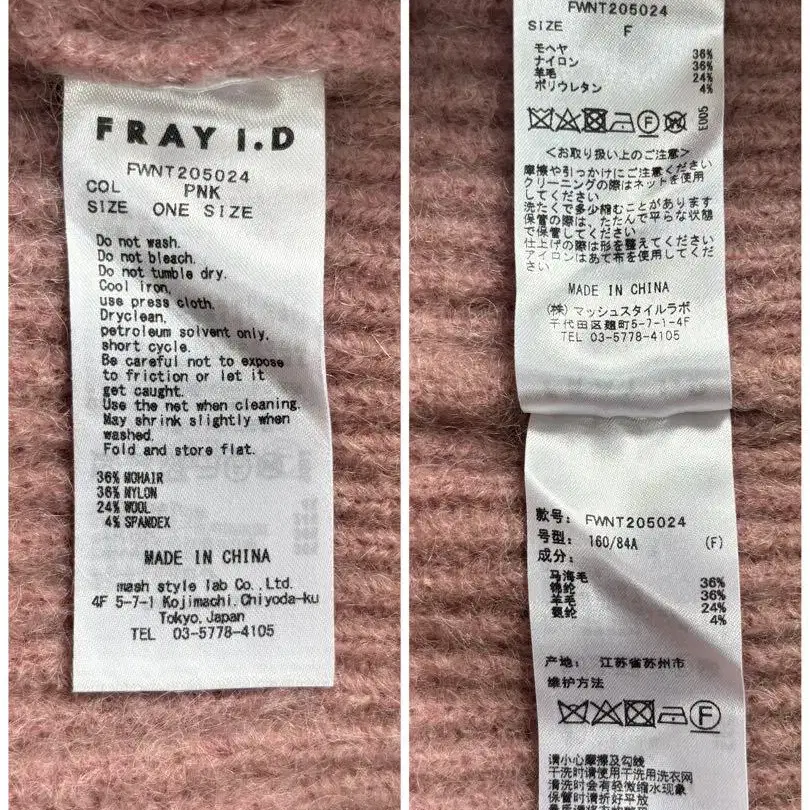 FRAY I.D
FWNT205024
COL PNK
SIZE ONE SIZE
Do not wash.
Do not bleach.
Do not tumble dry.
Cool iron,
use press cloth.
Dryclean,
petroleum solvent only,
short cycle.
Be careful not to expose
to friction or let it
get caught.
Use the net when cleaning.
May shrink slightly when
washed.
Fold and store flat.
36% MOHAIR
36% NYLON
24% WOOL
4% SPANDEX
MADE IN CHINA
mash style lab Co.,Ltd.
4F 5-7-1 Kojimachi,Chiyoda-ku
Tokyo,Japan
TEL 03-5778-4105
FWNT205024
SIZE F
モヘヤ 36%
ナイロン 36%
羊毛 24%
ポリウレタン 4%
E005
<お取り扱い上のご注意>
摩擦や引っかけにご注意ください
クリーニングの際はネットを使用
してください
洗たくで多少縮むことがあります
保管の際は、たたんで平らな状態
で保管してください
仕上げの際は形を整えてください
アイロンはあて布を使用してくだ
さい
MADE IN CHINA
(株)マッシュスタイルラボ
千代田区麹町5-7-1-4F
TEL 03-5778-4105
款号: FWNT205024
号型: 160/84A (F)
成分:
马海毛 36%
锦纶 36%
羊毛 24%
氨纶 4%
产地: 江苏省苏州市
维护方法
请小心摩擦及勾线
干洗时请使用干洗用洗衣网
清洗时会有轻微缩水现象
保管时请折好平放